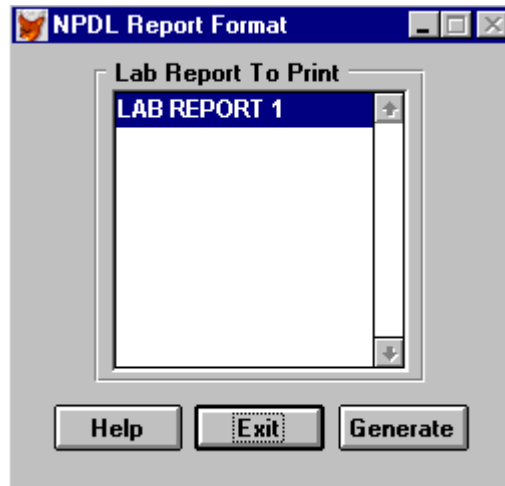 NPDL Report Format
Lab Report To Print
LAB REPORT 1
Help Exit Generate